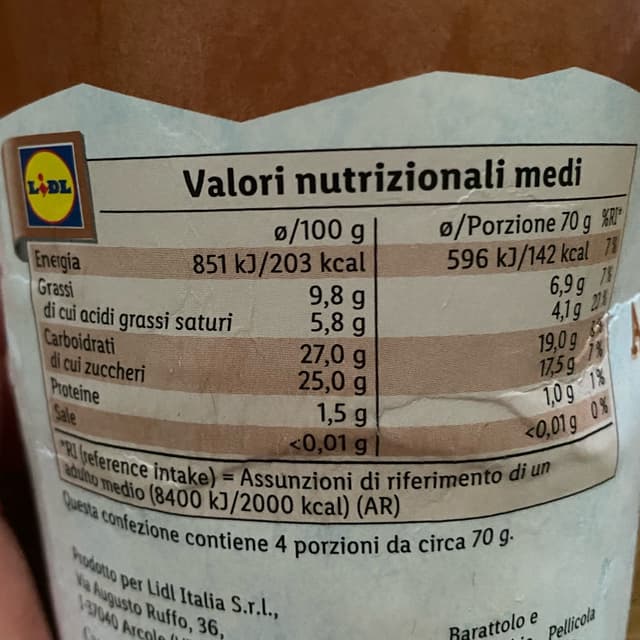 LIDL
Valori nutrizionali medi
ø/100 g ø/Porzione 70 g %RI*
Energia 851 kJ/203 kcal 596 kJ/142 kcal 7%
Grassi 9,8 g 6,9 g 7%
di cui acidi grassi saturi 5,8 g 4,1 g 20%
Carboidrati 27,0 g 19,0 g
di cui zuccheri 25,0 g 17,5 g
Proteine 1,5 g 1,0 g 1%
Sale <0,01 g <0,01 g 0%
*RI (reference intake) = Assunzioni di riferimento di un
adulto medio (8400 kJ/2000 kcal) (AR)
Questa confezione contiene 4 porzioni da circa 70 g.
Prodotto per Lidl Italia S.r.l.,
Via Augusto Ruffo, 36,
I-37040 Arcole
Barattolo e
Pellicola